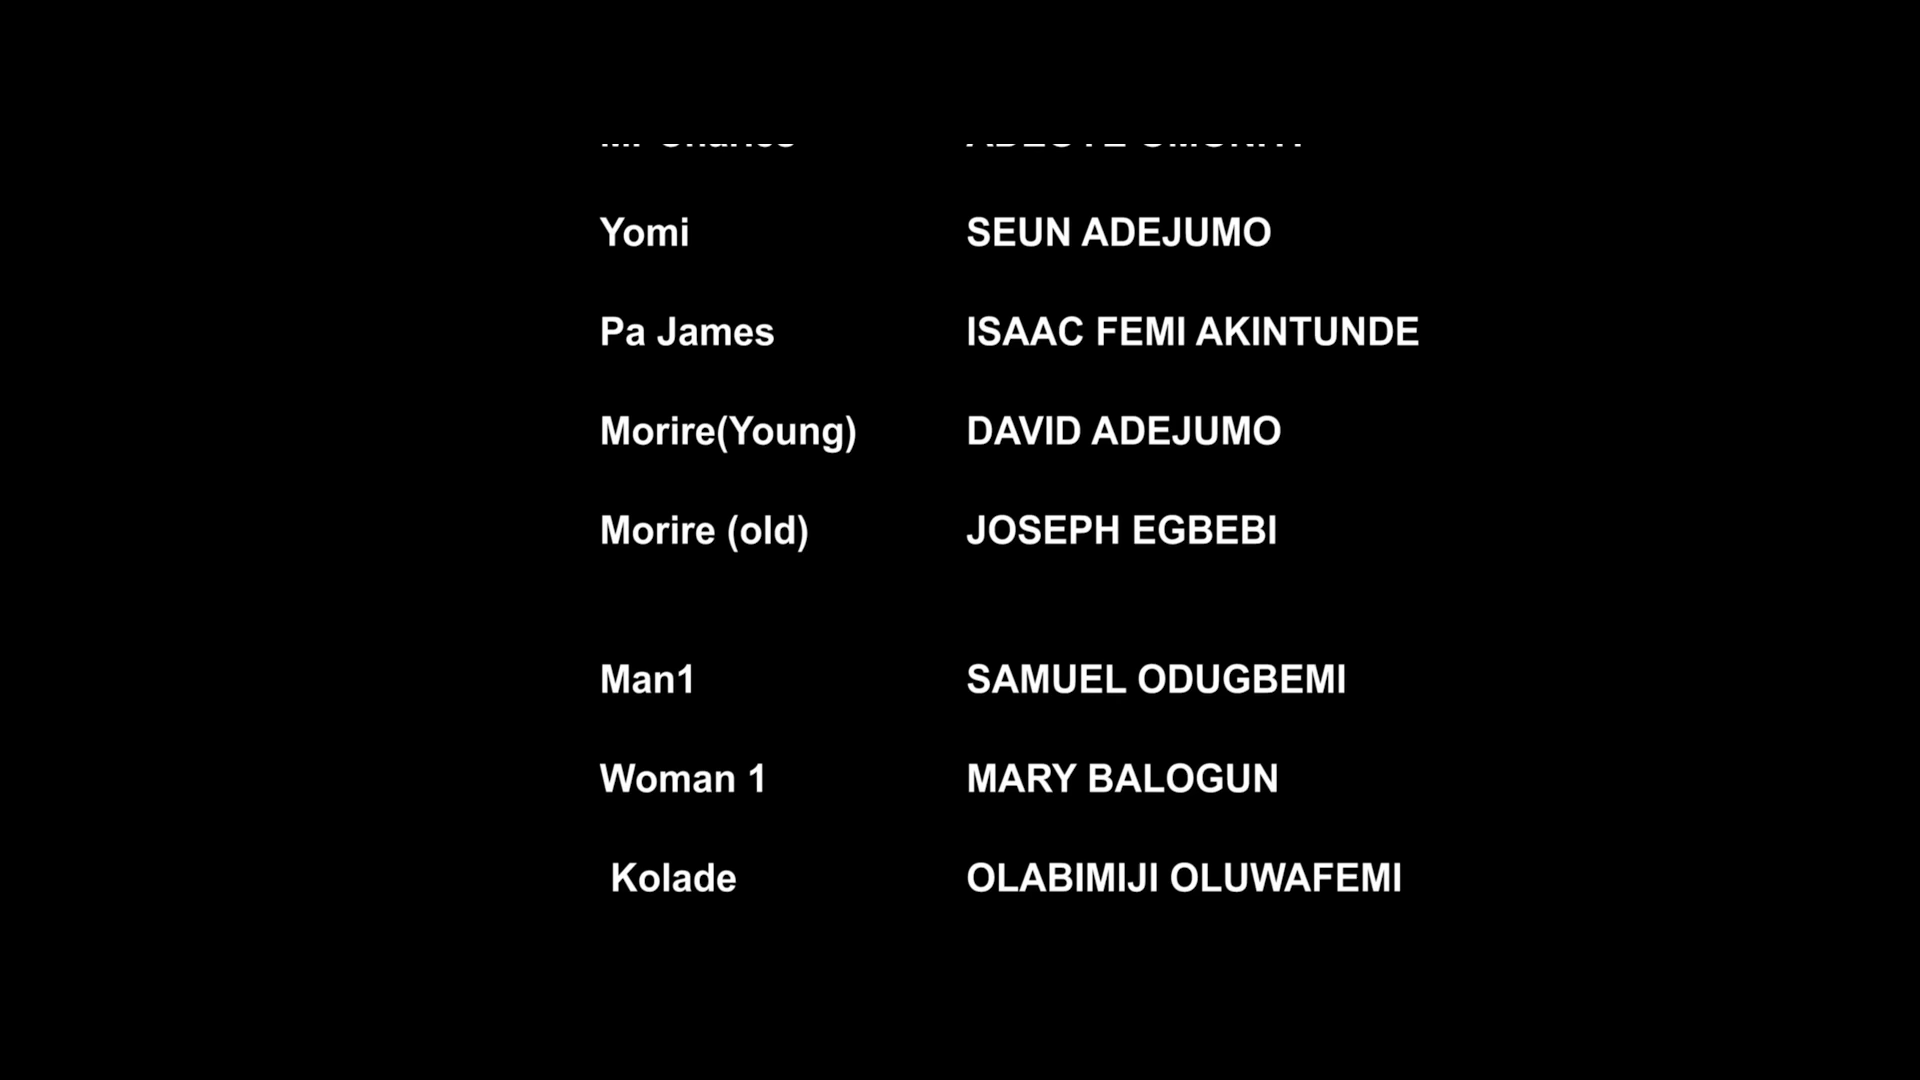 Yomi SEUN ADEJUMO
Pa James ISAAC FEMI AKINTUNDE
Morire(Young) DAVID ADEJUMO
Morire (old) JOSEPH EGBEBI
Man1 SAMUEL ODUGBEMI
Woman 1 MARY BALOGUN
Kolade OLABIMIJI OLUWAFEMI